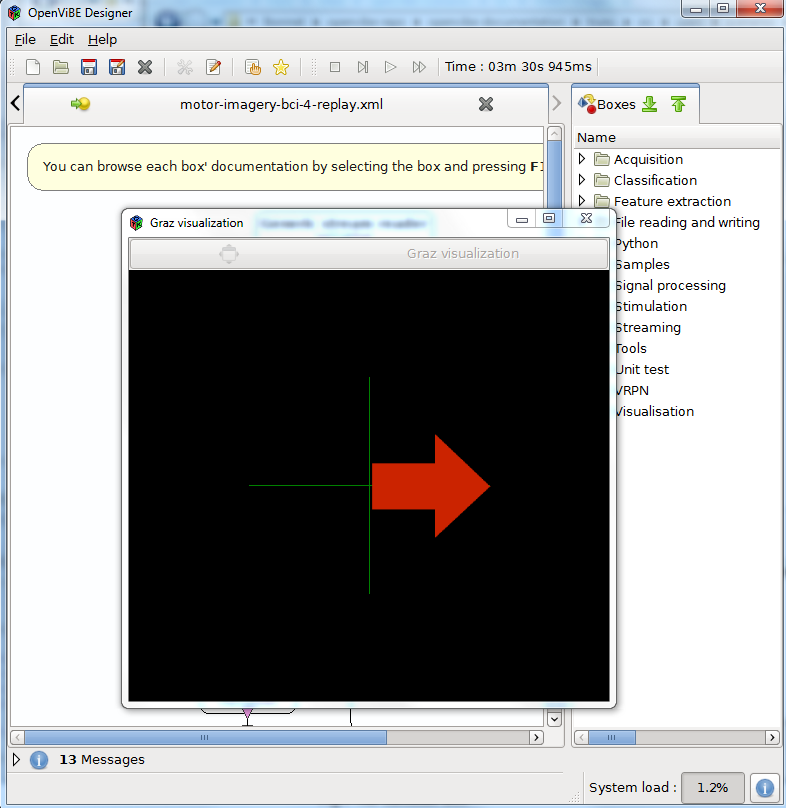 OpenViBE Designer
File Edit Help
Time : 03m 30s 945ms
motor-imagery-bci-4-replay.xml
Boxes
You can browse each box' documentation by selecting the box and pressing
Name
Acquisition
Classification
Feature extraction
File reading and writing
Python
Samples
Signal processing
Stimulation
Streaming
Tools
Unit test
VRPN
Visualisation
Graz visualization
Graz visualization
13 Messages
System load : 1.2%